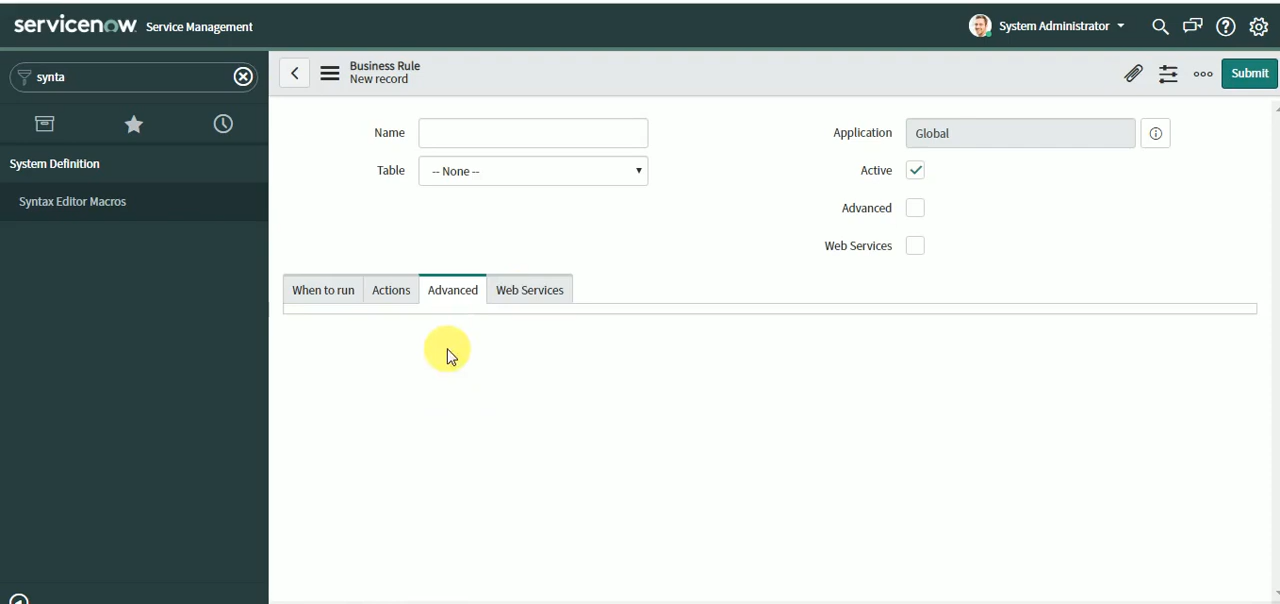 servicenow. Service Management
System Administrator
synta
System Definition
Syntax Editor Macros
Business Rule
New record
Submit
Name
Table
-- None --
Application
Global
Active
Advanced
Web Services
When to run
Actions
Advanced
Web Services